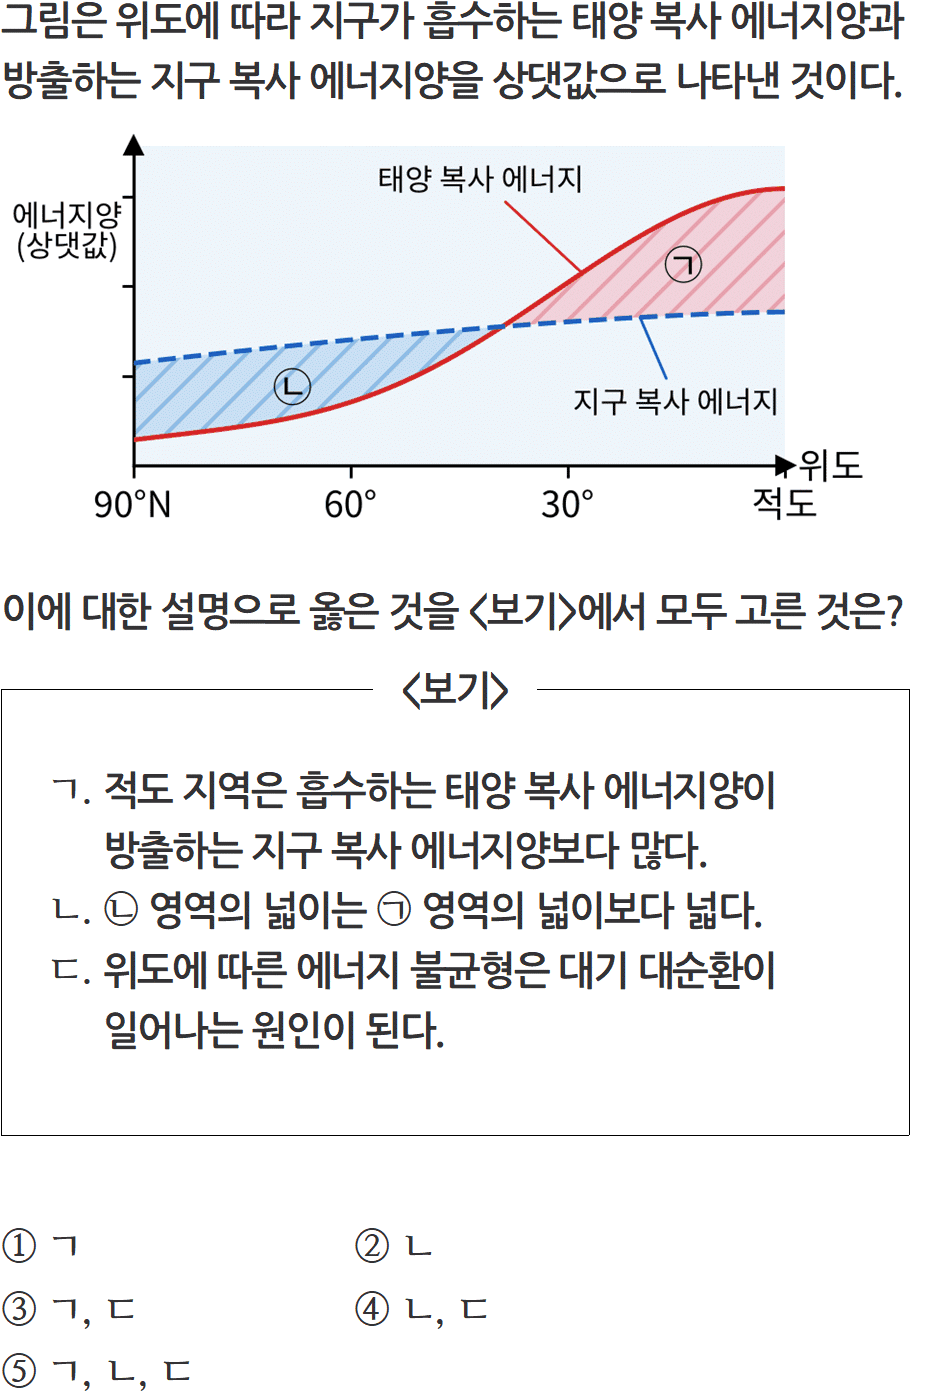 그림은 위도에 따라 지구가 흡수하는 태양 복사 에너지양과
방출하는 지구 복사 에너지양을 상댓값으로 나타낸 것이다.
태양 복사 에너지
에너지양
(상댓값)
㉠
㉡
지구 복사 에너지
위도
90°N 60° 30° 적도
이에 대한 설명으로 옳은 것을 <보기>에서 모두 고른 것은?
<보기>
ㄱ. 적도 지역은 흡수하는 태양 복사 에너지양이
방출하는 지구 복사 에너지양보다 많다.
ㄴ. ㉡ 영역의 넓이는 ㉠ 영역의 넓이보다 넓다.
ㄷ. 위도에 따른 에너지 불균형은 대기 대순환이
일어나는 원인이 된다.
① ㄱ ② ㄴ
③ ㄱ, ㄷ ④ ㄴ, ㄷ
⑤ ㄱ, ㄴ, ㄷ